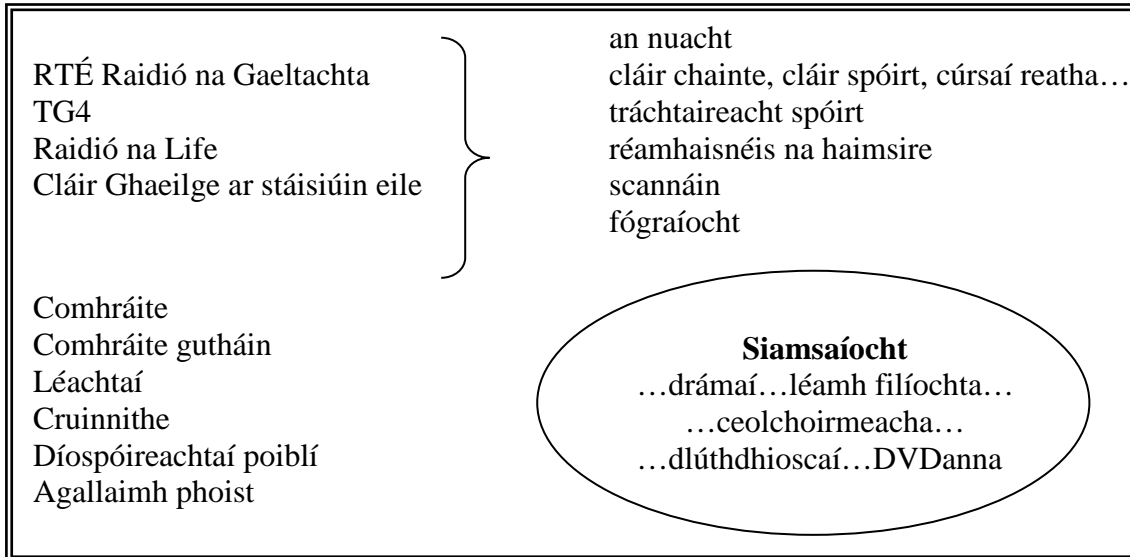 RTÉ Raidió na Gaeltachta
TG4
Raidió na Life
Cláir Ghaeilge ar stáisiúin eile
an nuacht
cláir chainte, cláir spóirt, cúrsaí reatha…
tráchtaireacht spóirt
réamhaisnéis na haimsire
scannáin
fógraíocht
Comhráite
Comhráite gutháin
Léachtaí
Cruinnithe
Díospóireachtaí poiblí
Agallaimh phoist
Siamsaíocht
…drámaí…léamh filíochta…
…ceolchoirmeacha…
…dlúthdhioscaí…DVDanna